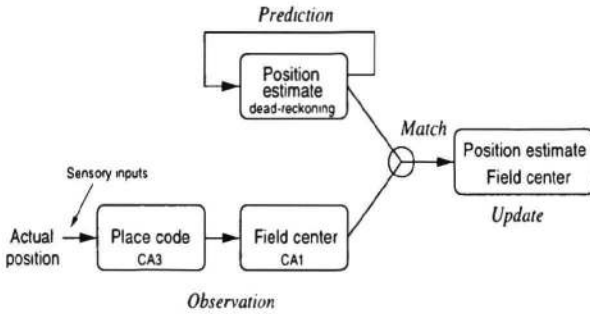 Prediction
Position
estimate
dead-reckoning
Match
Position estimate
Field center
Update
Sensory inputs
Actual
position
Place code
CA3
Field center
CA1
Observation